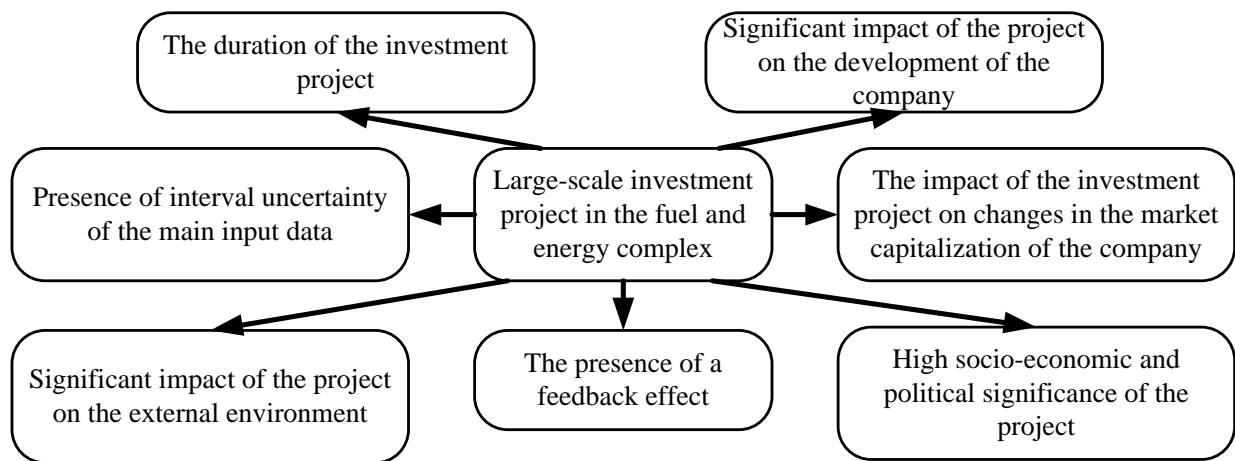 The duration of the investment
project
Significant impact of the project
on the development of the
company
Presence of interval uncertainty
of the main input data
Large-scale investment
project in the fuel and
energy complex
The impact of the investment
project on changes in the market
capitalization of the company
Significant impact of the project
on the external environment
The presence of a
feedback effect
High socio-economic and
political significance of the
project